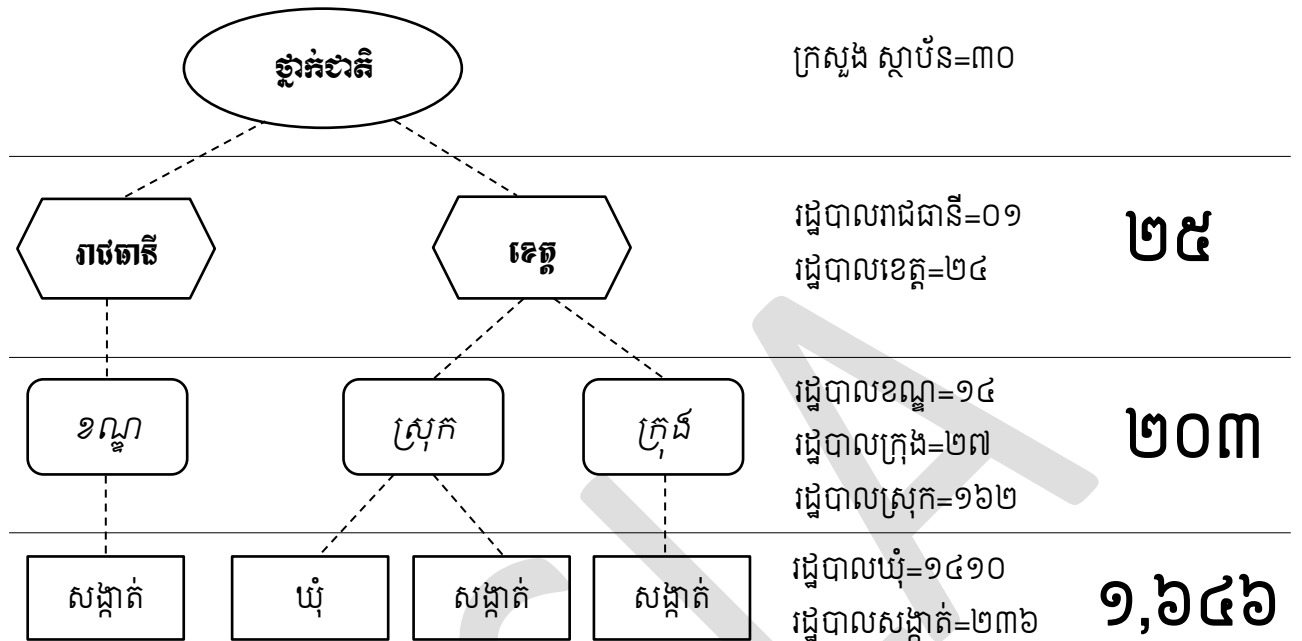 ថ្នាក់ជាតិ
ក្រសួង ស្ថាប័ន=៣០
រាជធានី
ខេត្ត
រដ្ឋបាលរាជធានី=០១
រដ្ឋបាលខេត្ត=២៤
២៥
ខណ្ឌ
ស្រុក
ក្រុង
រដ្ឋបាលខណ្ឌ=១៤
រដ្ឋបាលក្រុង=២៧
រដ្ឋបាលស្រុក=១៦២
២០៣
សង្កាត់
ឃុំ
សង្កាត់
សង្កាត់
រដ្ឋបាលឃុំ=១៤១០
រដ្ឋបាលសង្កាត់=២៣៦
១,៦៤៦